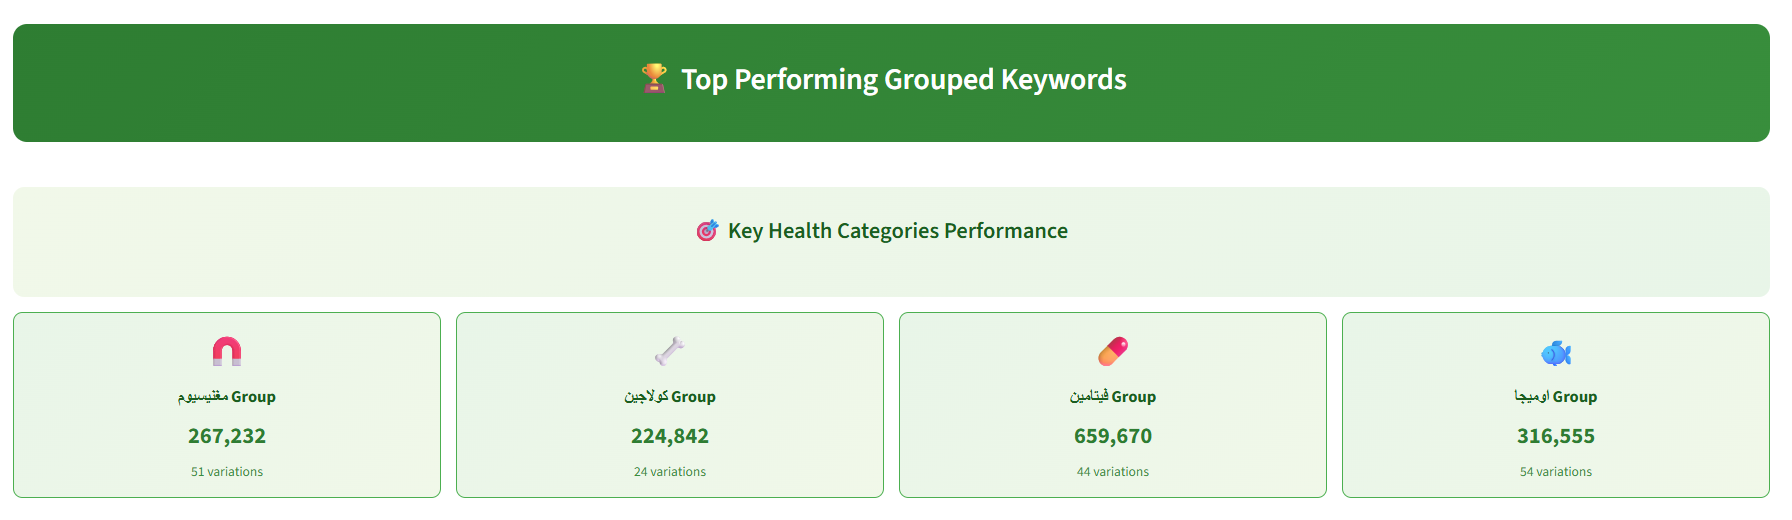 🏆 Top Performing Grouped Keywords
🎯 Key Health Categories Performance
مغنيسيوم Group
267,232
51 variations
كولاجين Group
224,842
24 variations
فيتامين Group
659,670
44 variations
اوميجا Group
316,555
54 variations